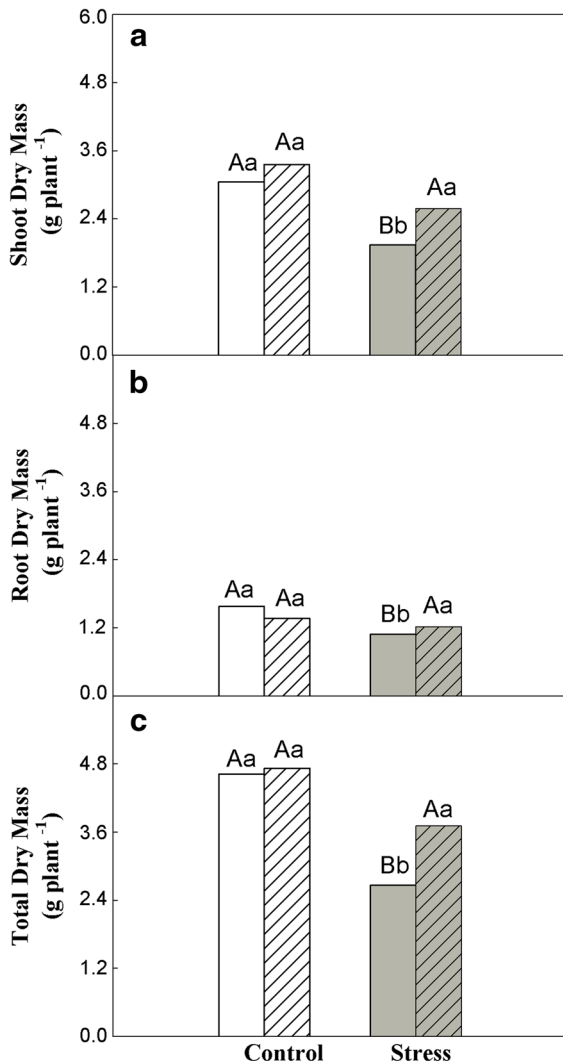 a
6.0
4.8
3.6
2.4
1.2
0.0
Shoot Dry Mass
(g plant -1)
Aa
Aa
Bb
Aa
b
4.8
3.6
2.4
1.2
0.0
Root Dry Mass
(g plant -1)
Aa
Aa
Bb
Aa
c
4.8
3.6
2.4
1.2
0.0
Total Dry Mass
(g plant -1)
Aa
Aa
Bb
Aa
Control Stress